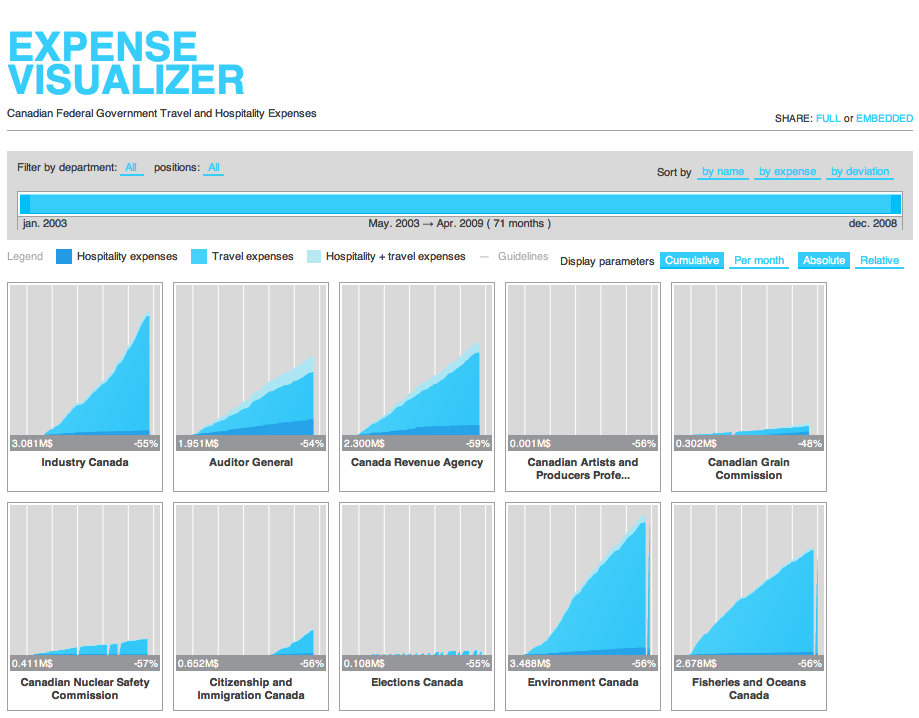 EXPENSE
VISUALIZER
Canadian Federal Government Travel and Hospitality Expenses
SHARE: FULL or EMBEDDED
Filter by department: All positions: All
Sort by by name by expense by deviation
jan. 2003 May. 2003 → Apr. 2009 ( 71 months ) dec. 2008
Legend Hospitality expenses Travel expenses Hospitality + travel expenses — Guidelines Display parameters Cumulative Per month Absolute Relative
3.081M$ -55%
Industry Canada
1.951M$ -54%
Auditor General
2.300M$ -59%
Canada Revenue Agency
0.001M$ -56%
Canadian Artists and
Producers Profe...
0.302M$ -48%
Canadian Grain
Commission
0.411M$ -57%
Canadian Nuclear Safety
Commission
0.652M$ -56%
Citizenship and
Immigration Canada
0.108M$ -55%
Elections Canada
3.488M$ -66%
Environment Canada
2.678M$ -66%
Fisheries and Oceans
Canada